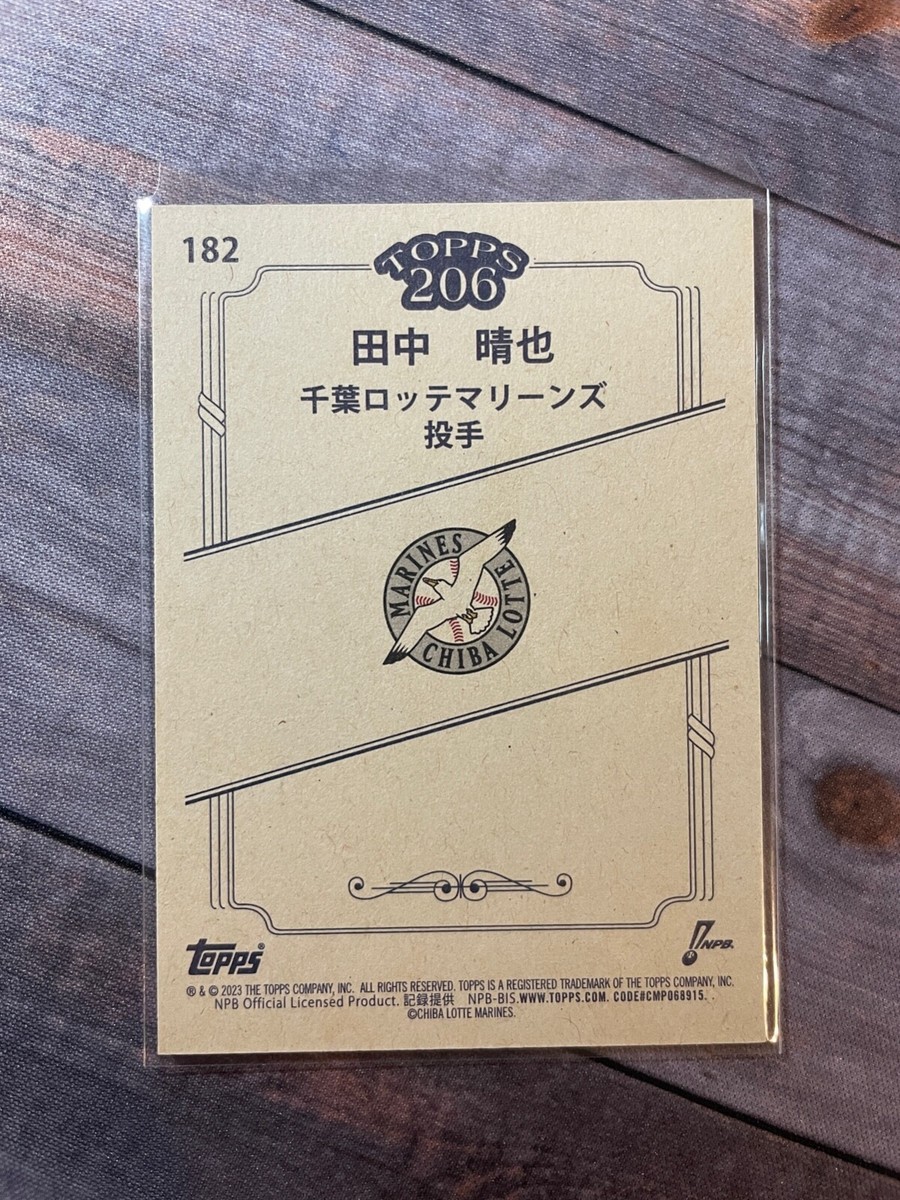 182
TOPPS
206
田中　晴也
千葉ロッテマリーンズ
投手
MARINES
CHIBA LOTTE
topps®
NPB®
® & © 2023 THE TOPPS COMPANY, INC. ALL RIGHTS RESERVED. TOPPS IS A REGISTERED TRADEMARK OF THE TOPPS COMPANY, INC.
NPB Official Licensed Product. 記録提供 NPB-BIS.WWW.TOPPS.COM. CODE#CMP068915.
©CHIBA LOTTE MARINES.